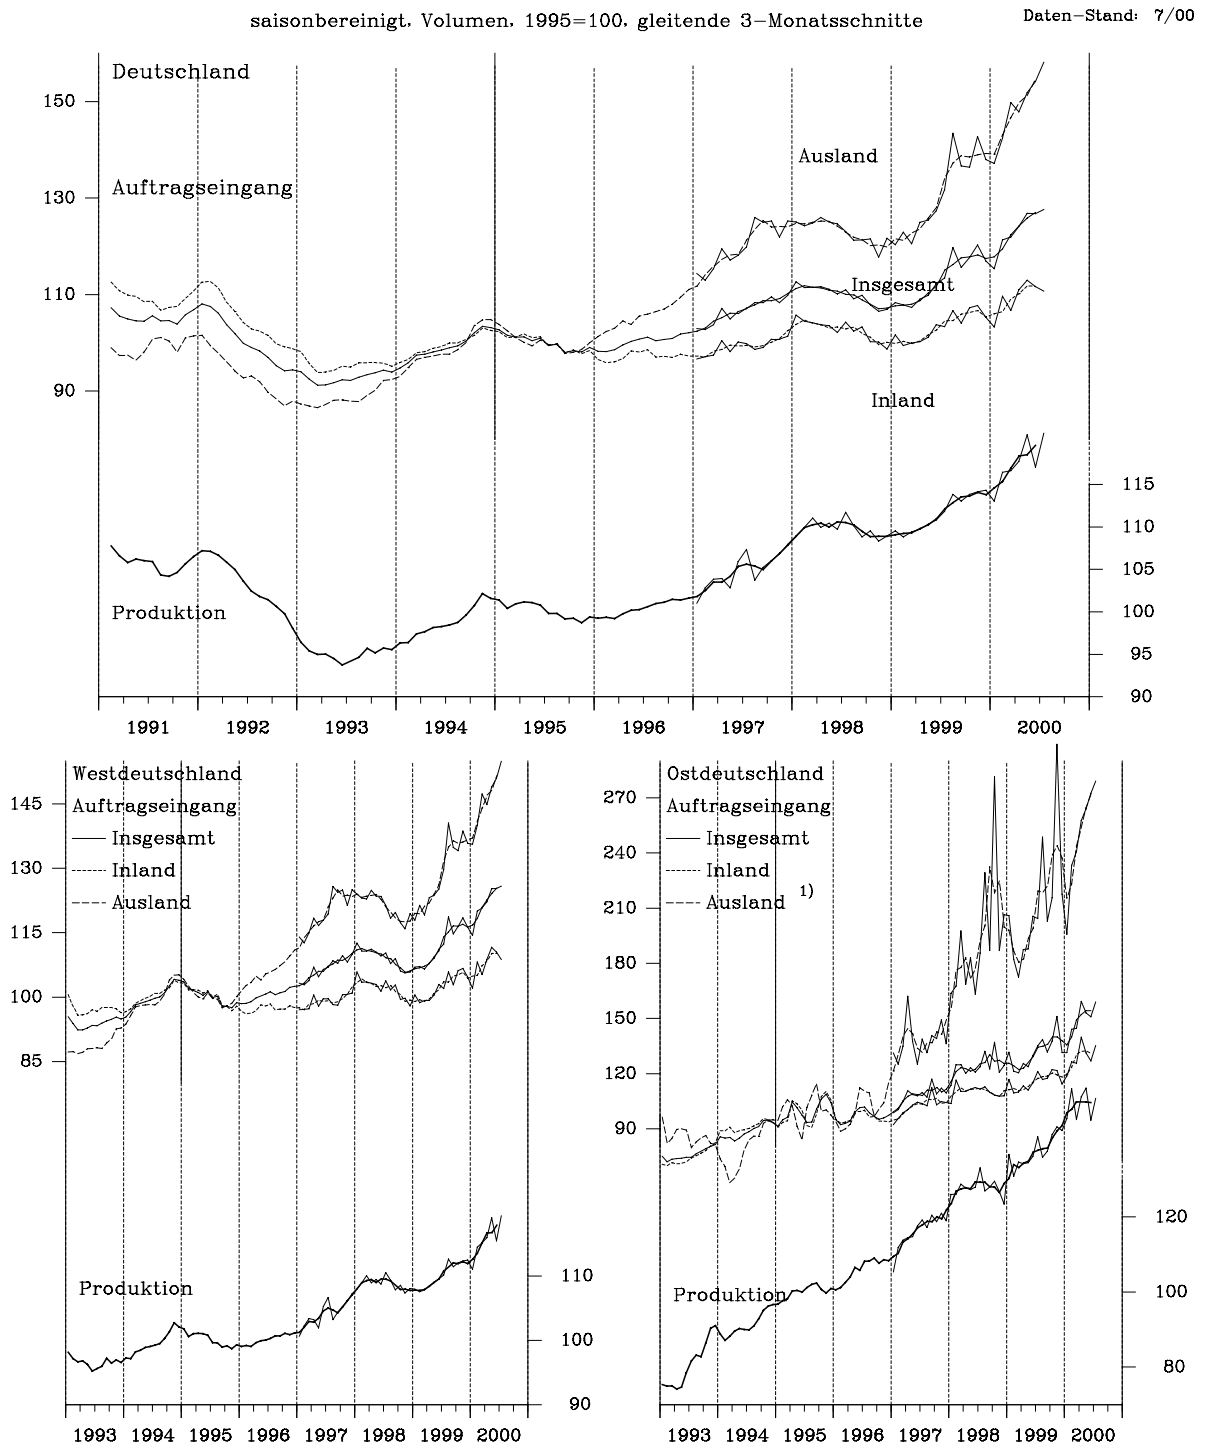 saisonbereinigt, Volumen, 1995=100, gleitende 3-Monatsschnitte
Daten-Stand: 7/00
Deutschland
150
Ausland
Auftragseingang
130
110
Insgesamt
90
Inland
115
110
105
100
95
90
Produktion
1991 1992 1993 1994 1995 1996 1997 1998 1999 2000
Westdeutschland
Auftragseingang
Insgesamt
Inland
Ausland
145
130
115
100
85
Produktion
110
100
90
1993 1994 1995 1996 1997 1998 1999 2000
Ostdeutschland
Auftragseingang
Insgesamt
Inland
Ausland 1)
270
240
210
180
150
120
90
Produktion
120
100
80
1993 1994 1995 1996 1997 1998 1999 2000